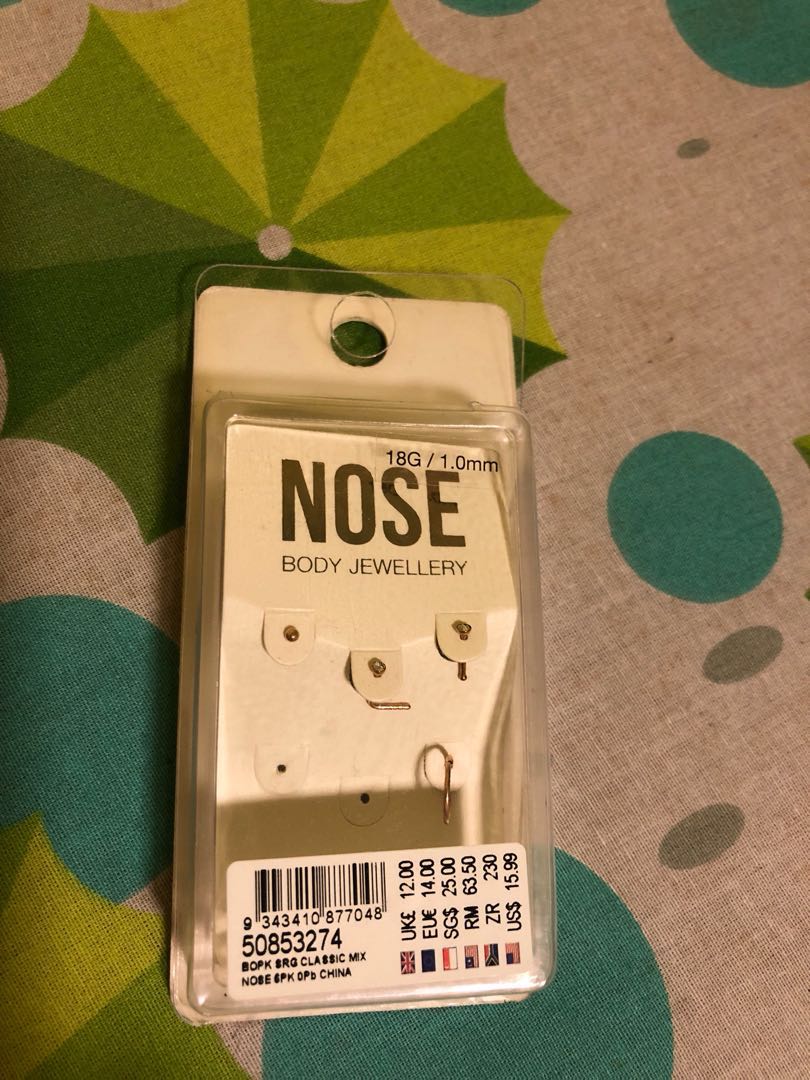 18G / 1.0mm
NOSE
BODY JEWELLERY
9 343410 877048
50853274
BOPK SRG CLASSIC MIX
NOSE 6PK 0Pb CHINA
UK£ 12.00
EU€ 14.00
SG$ 25.00
RM 63.50
ZR 230
US$ 15.99